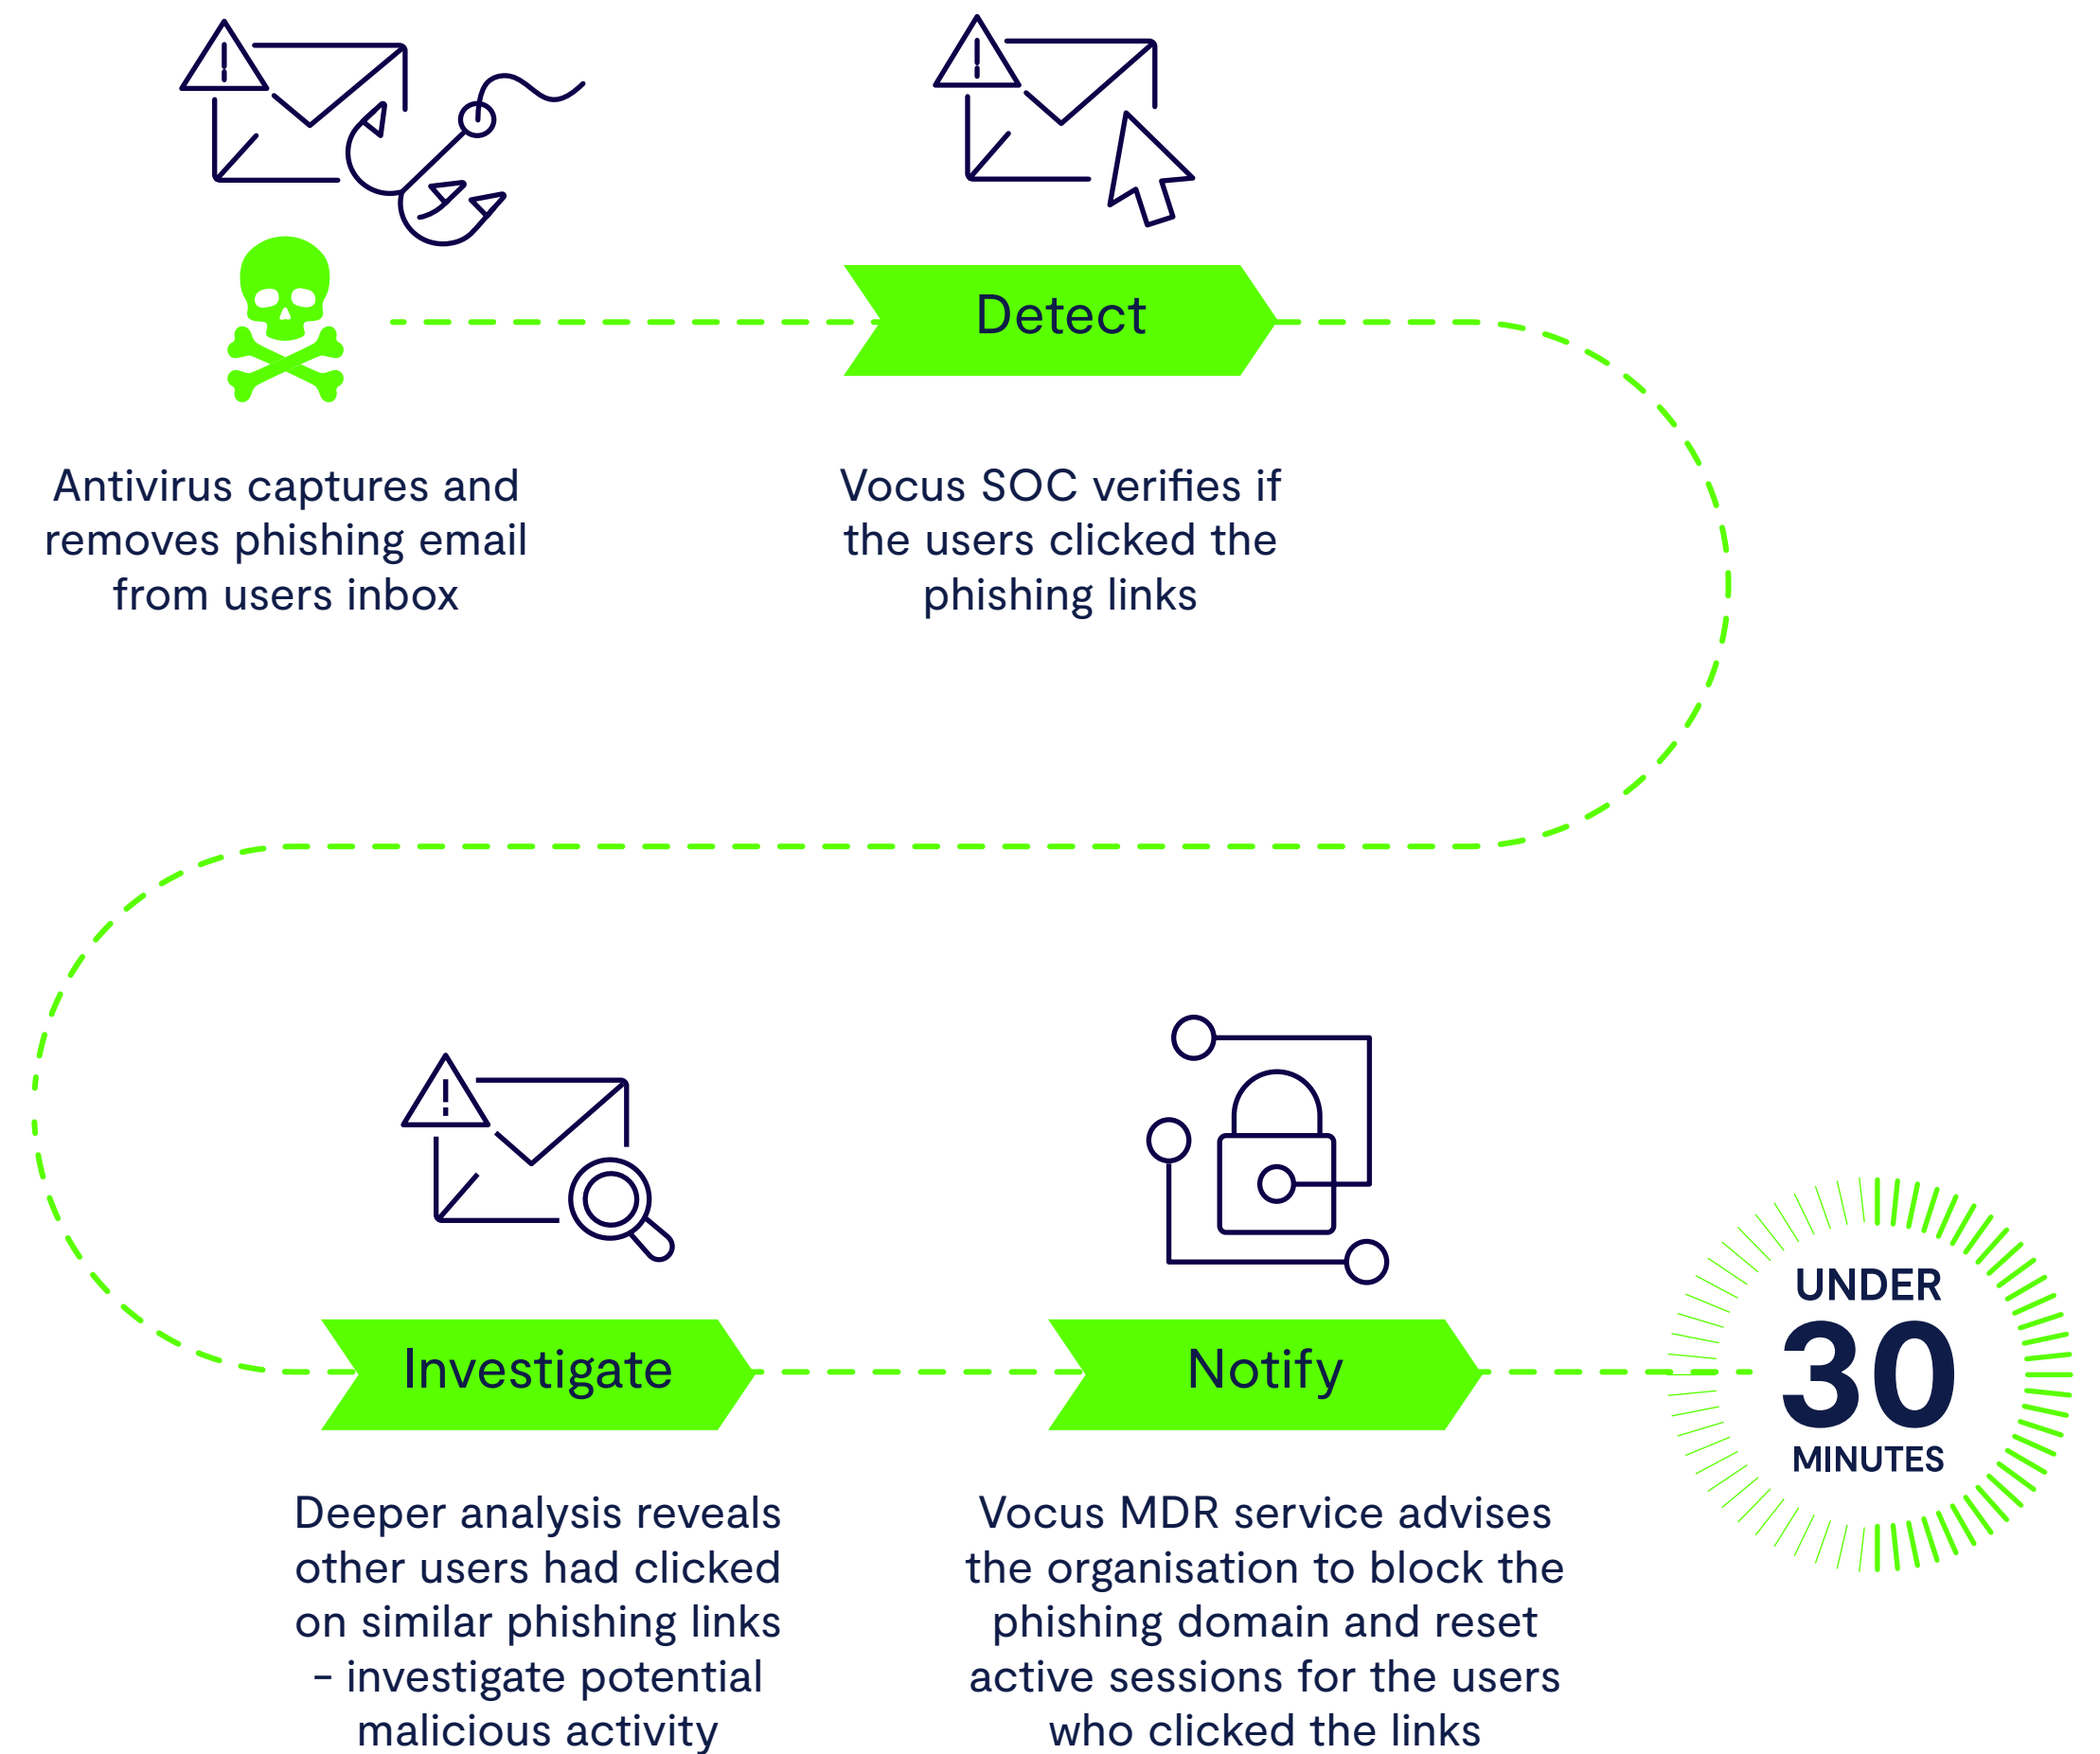 Antivirus captures and
removes phishing email
from users inbox
Detect
Vocus SOC verifies if
the users clicked the
phishing links
Investigate
Deeper analysis reveals
other users had clicked
on similar phishing links
– investigate potential
malicious activity
Notify
Vocus MDR service advises
the organisation to block the
phishing domain and reset
active sessions for the users
who clicked the links
UNDER
30
MINUTES